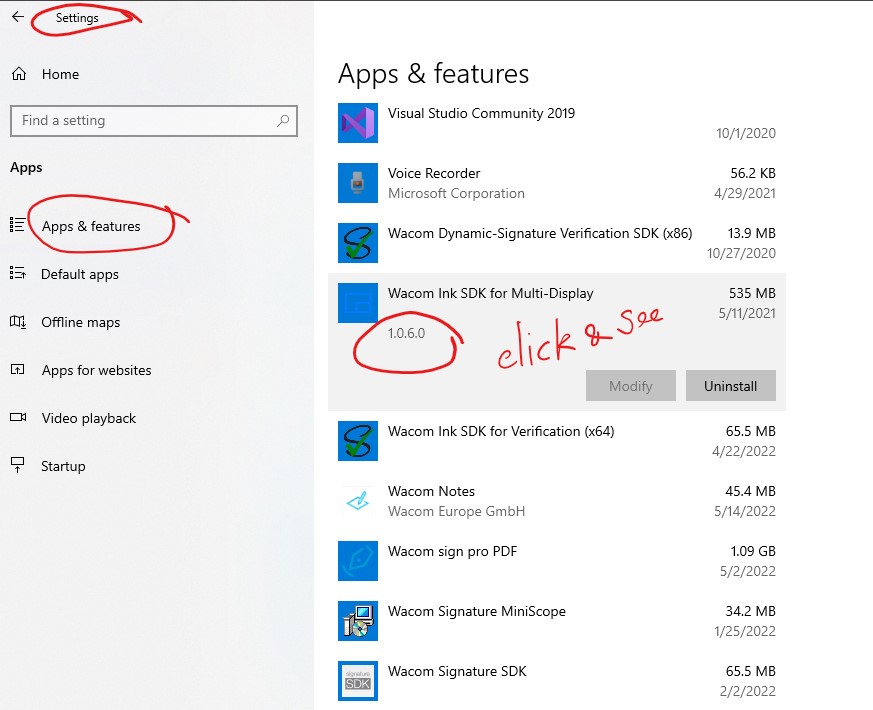 Settings
Home
Find a setting
Apps
Apps & features
Default apps
Offline maps
Apps for websites
Video playback
Startup
Apps & features
Visual Studio Community 2019
10/1/2020
Voice Recorder 56.2 KB
Microsoft Corporation 4/29/2021
Wacom Dynamic-Signature Verification SDK (x86) 13.9 MB
10/27/2020
Wacom Ink SDK for Multi-Display 535 MB
5/11/2021
1.0.6.0
click & see
Modify Uninstall
Wacom Ink SDK for Verification (x64) 65.5 MB
4/22/2022
Wacom Notes 45.4 MB
Wacom Europe GmbH 5/14/2022
Wacom sign pro PDF 1.09 GB
5/2/2022
Wacom Signature MiniScope 34.2 MB
1/25/2022
Wacom Signature SDK 65.5 MB
signature
SDK
2/2/2022